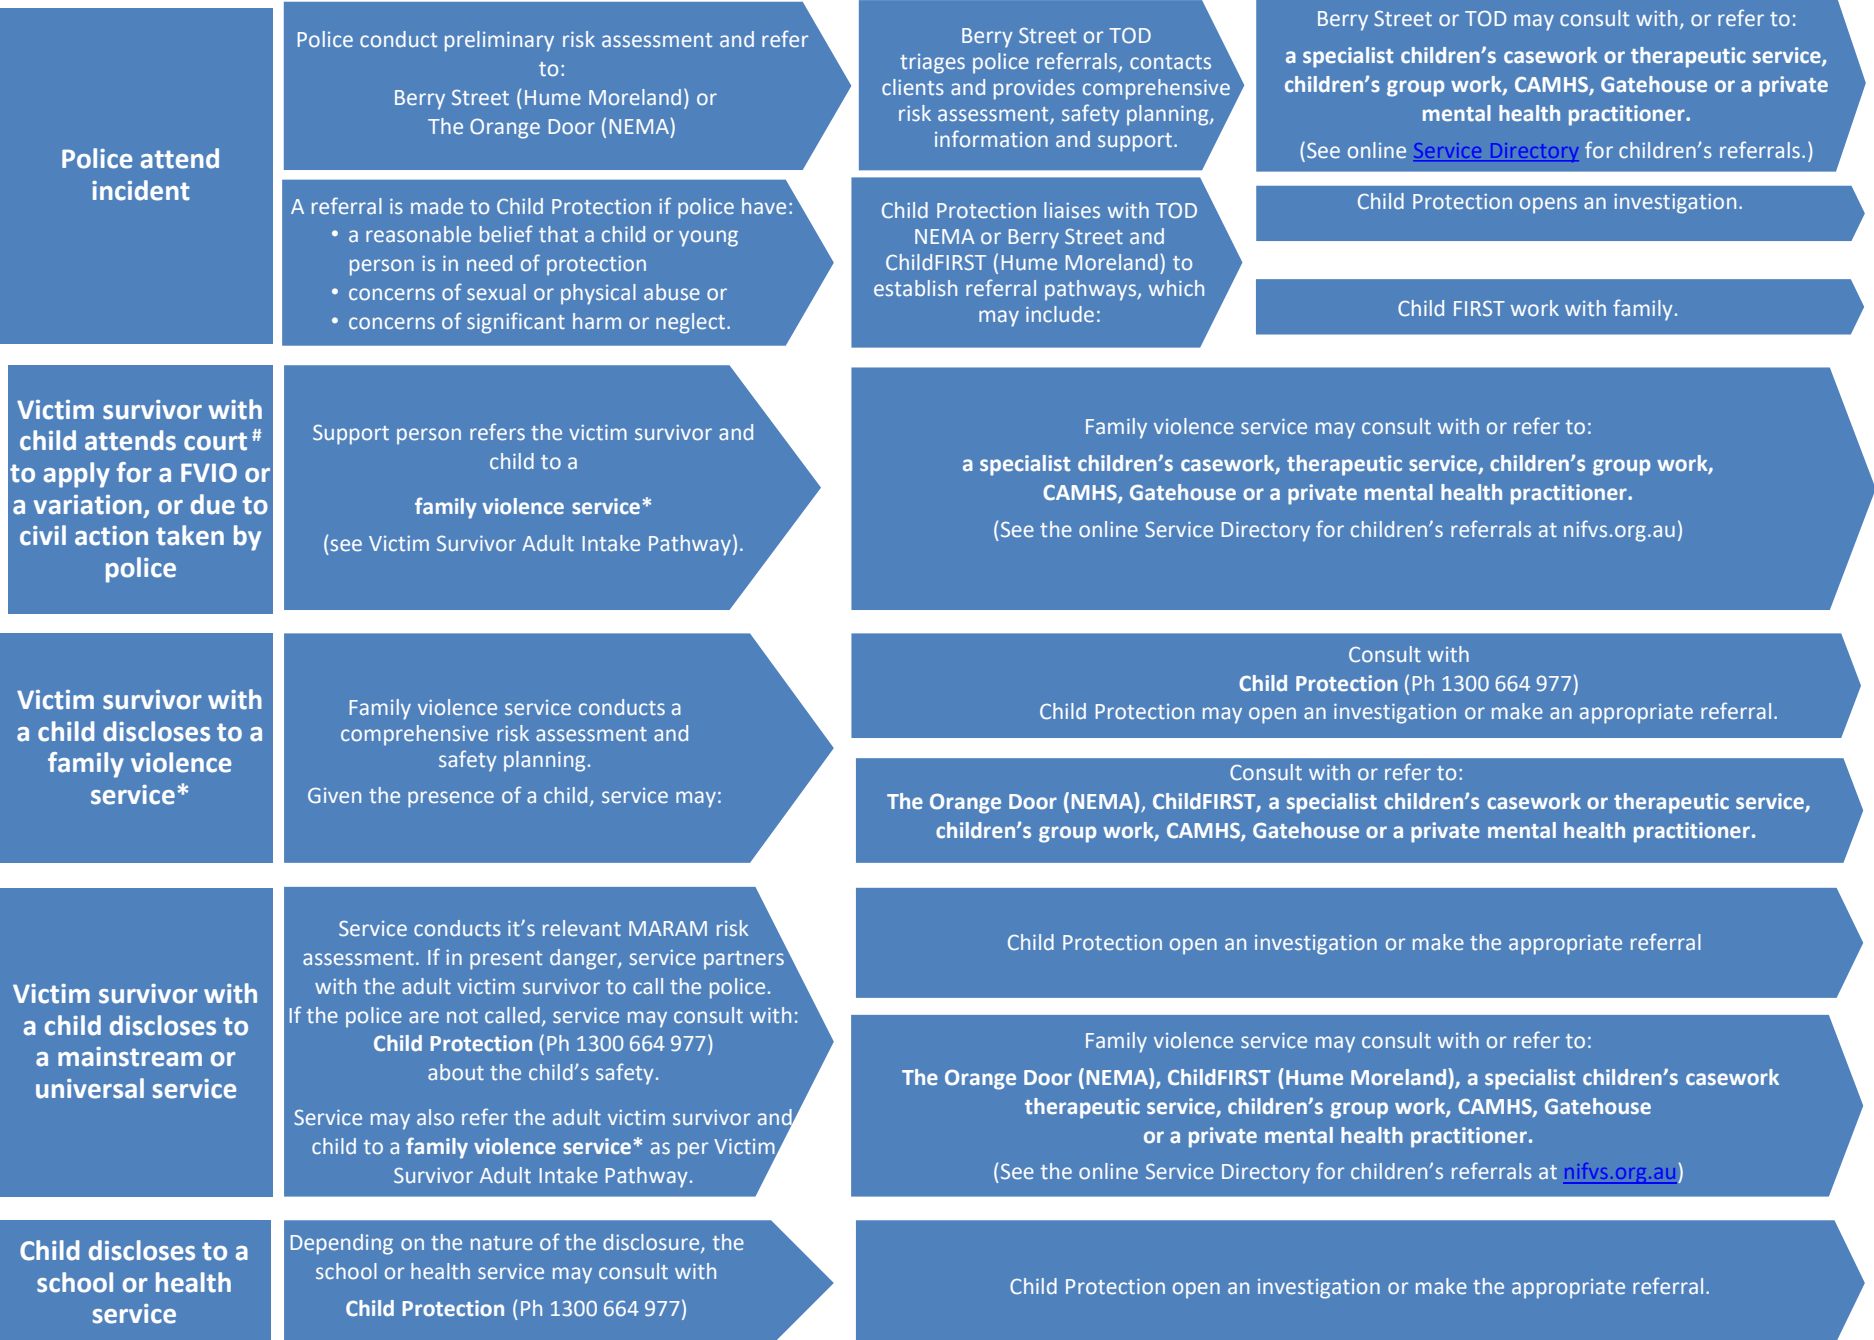 Police attend
incident
Police conduct preliminary risk assessment and refer
to:
Berry Street (Hume Moreland) or
The Orange Door (NEMA)
Berry Street or TOD
triages police referrals, contacts
clients and provides comprehensive
risk assessment, safety planning,
information and support.
Berry Street or TOD may consult with, or refer to:
a specialist children’s casework or therapeutic service,
children’s group work, CAMHS, Gatehouse or a private
mental health practitioner.
(See online Service Directory for children’s referrals.)
A referral is made to Child Protection if police have:
• a reasonable belief that a child or young
person is in need of protection
• concerns of sexual or physical abuse or
• concerns of significant harm or neglect.
Child Protection liaises with TOD
NEMA or Berry Street and
ChildFIRST (Hume Moreland) to
establish referral pathways, which
may include:
Child Protection opens an investigation.
Child FIRST work with family.
Victim survivor with
child attends court #
to apply for a FVIO or
a variation, or due to
civil action taken by
police
Support person refers the victim survivor and
child to a
family violence service*
(see Victim Survivor Adult Intake Pathway).
Family violence service may consult with or refer to:
a specialist children’s casework, therapeutic service, children’s group work,
CAMHS, Gatehouse or a private mental health practitioner.
(See the online Service Directory for children’s referrals at nifvs.org.au)
Victim survivor with
a child discloses to a
family violence
service*
Family violence service conducts a
comprehensive risk assessment and
safety planning.
Given the presence of a child, service may:
Consult with
Child Protection (Ph 1300 664 977)
Child Protection may open an investigation or make an appropriate referral.
Consult with or refer to:
The Orange Door (NEMA), ChildFIRST, a specialist children’s casework or therapeutic service,
children’s group work, CAMHS, Gatehouse or a private mental health practitioner.
Victim survivor with
a child discloses to
a mainstream or
universal service
Service conducts it’s relevant MARAM risk
assessment. If in present danger, service partners
with the adult victim survivor to call the police.
If the police are not called, service may consult with:
Child Protection (Ph 1300 664 977)
about the child’s safety.
Service may also refer the adult victim survivor and
child to a family violence service* as per Victim
Survivor Adult Intake Pathway.
Child Protection open an investigation or make the appropriate referral
Family violence service may consult with or refer to:
The Orange Door (NEMA), ChildFIRST (Hume Moreland), a specialist children’s casework
therapeutic service, children’s group work, CAMHS, Gatehouse
or a private mental health practitioner.
(See the online Service Directory for children’s referrals at nifvs.org.au)
Child discloses to a
school or health
service
Depending on the nature of the disclosure, the
school or health service may consult with
Child Protection (Ph 1300 664 977)
Child Protection open an investigation or make the appropriate referral.